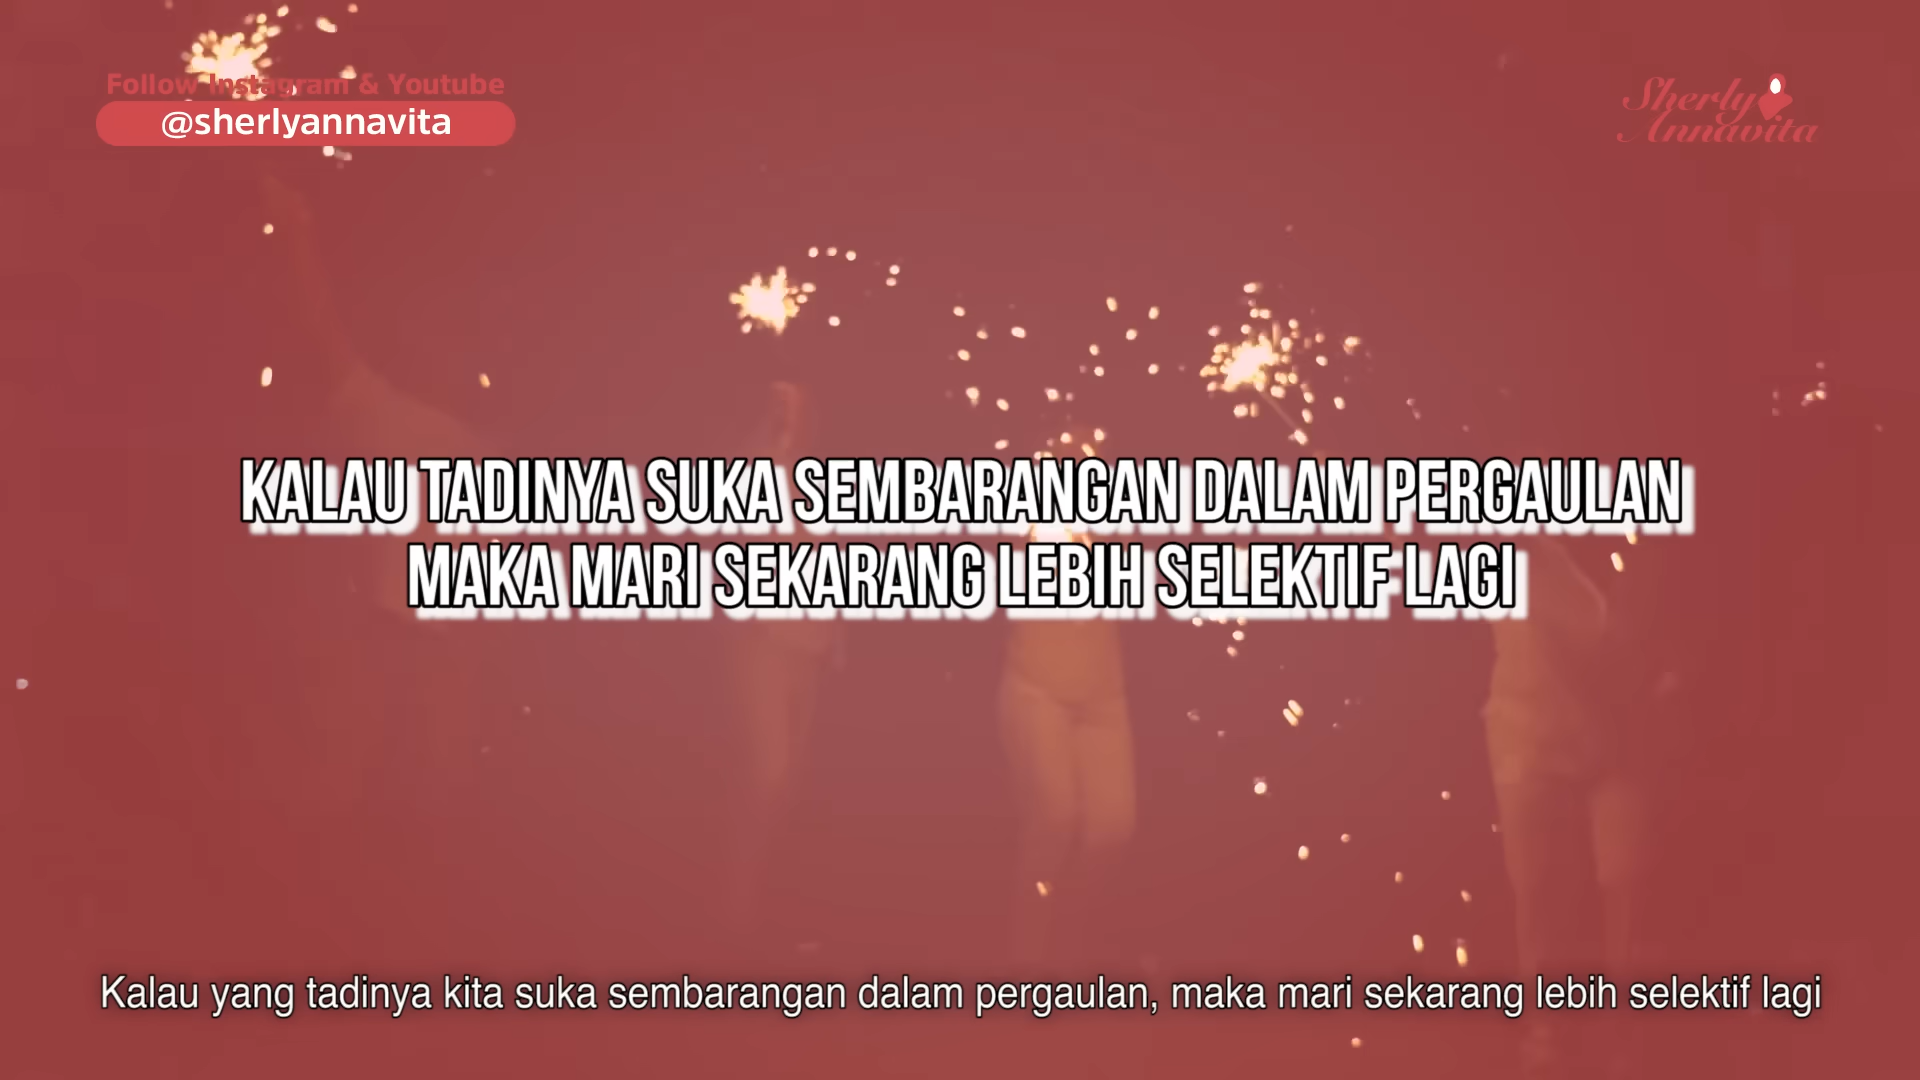 Follow Instagram & Youtube
@sherlyannavita
Sherly
Annavita
KALAU TADINYA SUKA SEMBARANGAN DALAM PERGAULAN
MAKA MARI SEKARANG LEBIH SELEKTIF LAGI
Kalau yang tadinya kita suka sembarangan dalam pergaulan, maka mari sekarang lebih selektif lagi